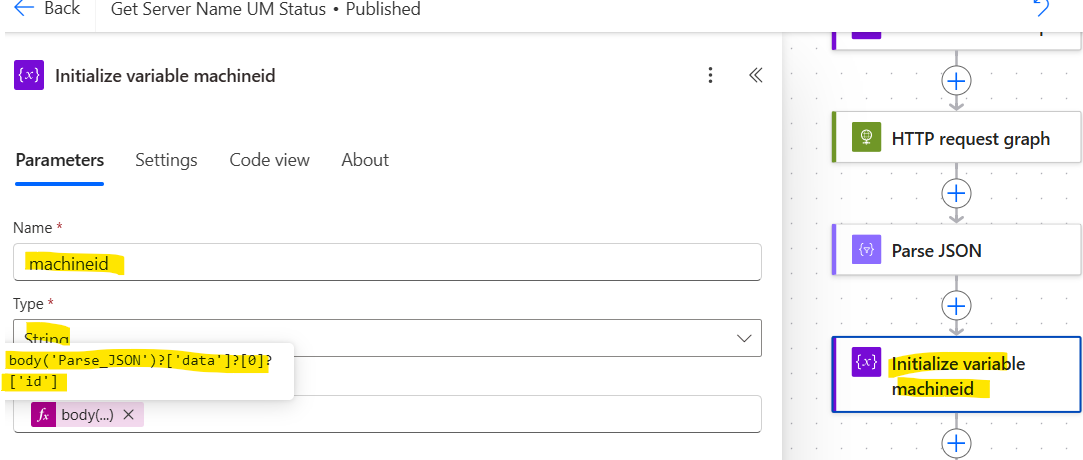 Back
Get Server Name UM Status • Published
Initialize variable machineid
Parameters
Settings
Code view
About
Name *
machineid
Type *
String
body('Parse_JSON')?['data']?[0]?
['id']
fx body(...) ×
HTTP request graph
Parse JSON
{x} Initialize variable
machineid